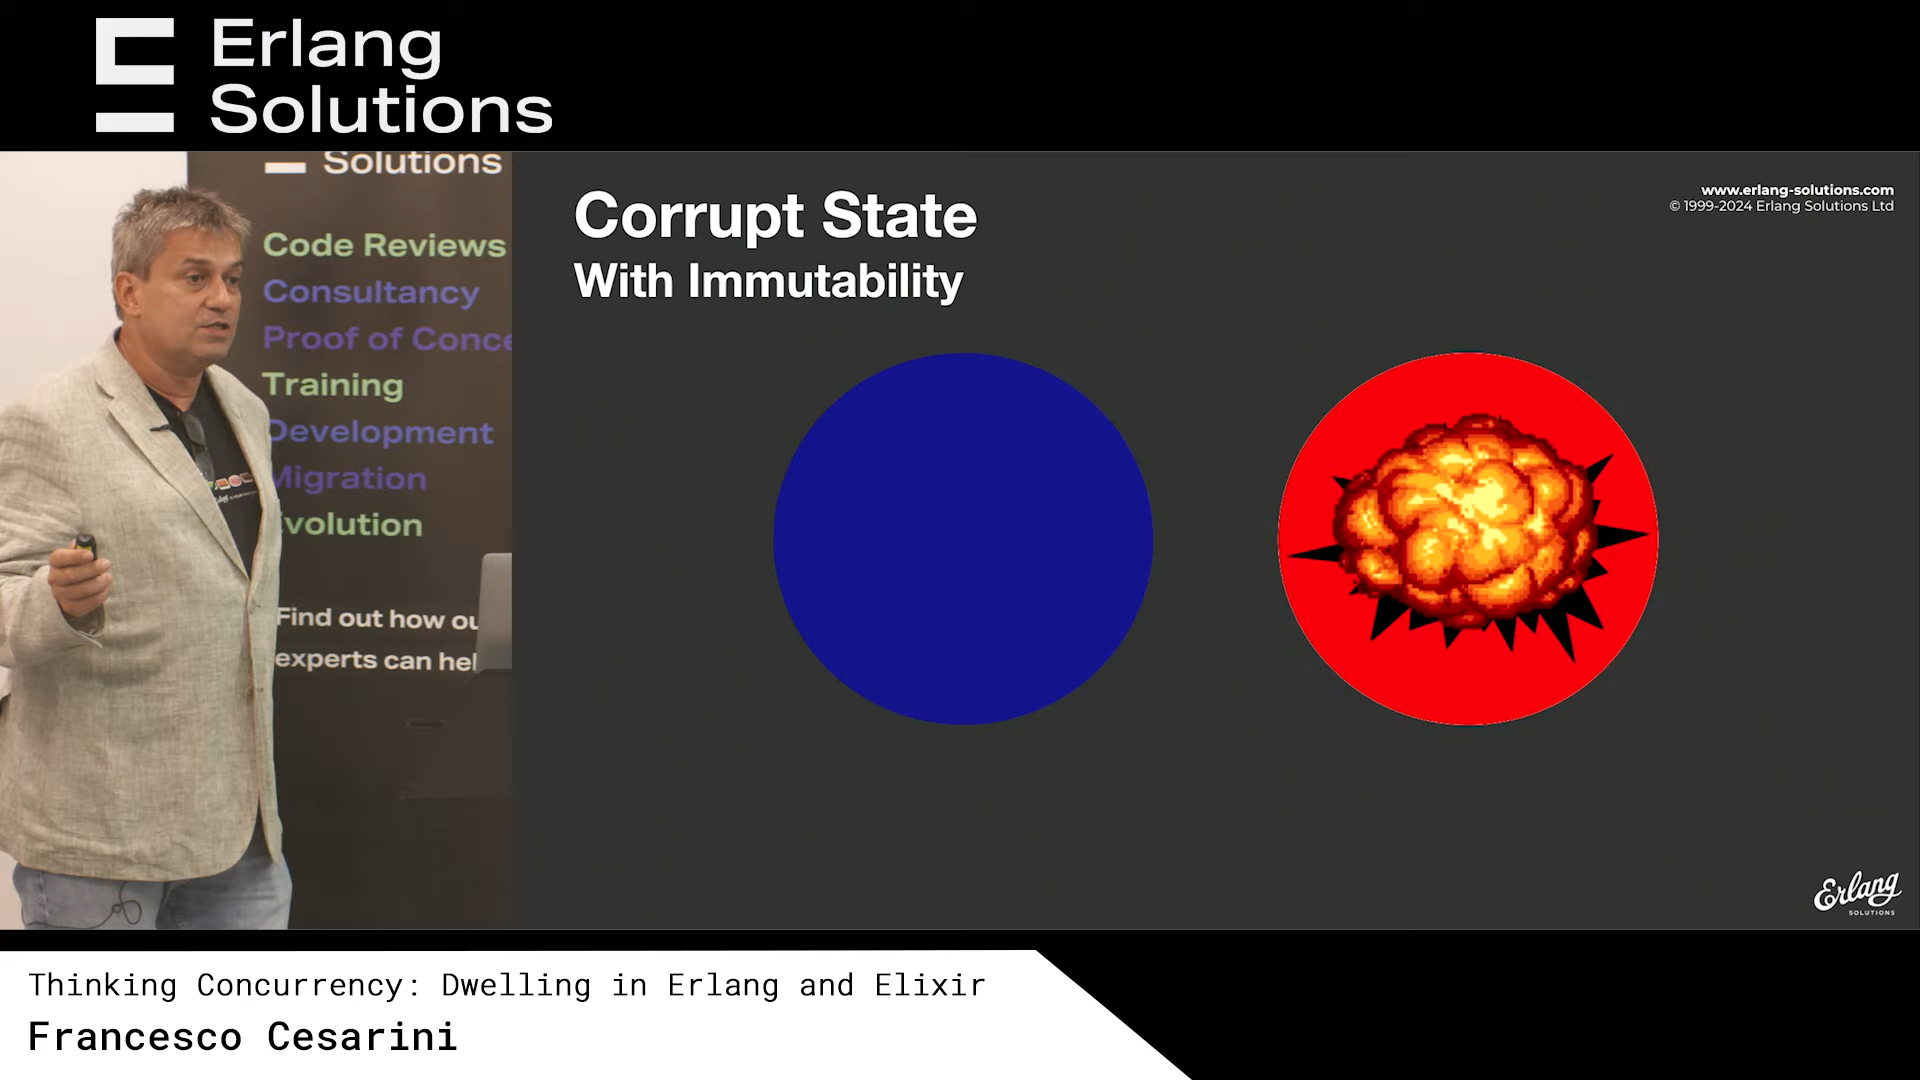 Erlang
Solutions
Solutions
Code Reviews
Consultancy
Proof of Conce
Training
Development
Migration
Evolution
Find out how ou
experts can hel
Corrupt State
With Immutability
www.erlang-solutions.com
© 1999-2024 Erlang Solutions Ltd
Erlang
SOLUTIONS
Thinking Concurrency: Dwelling in Erlang and Elixir
Francesco Cesarini